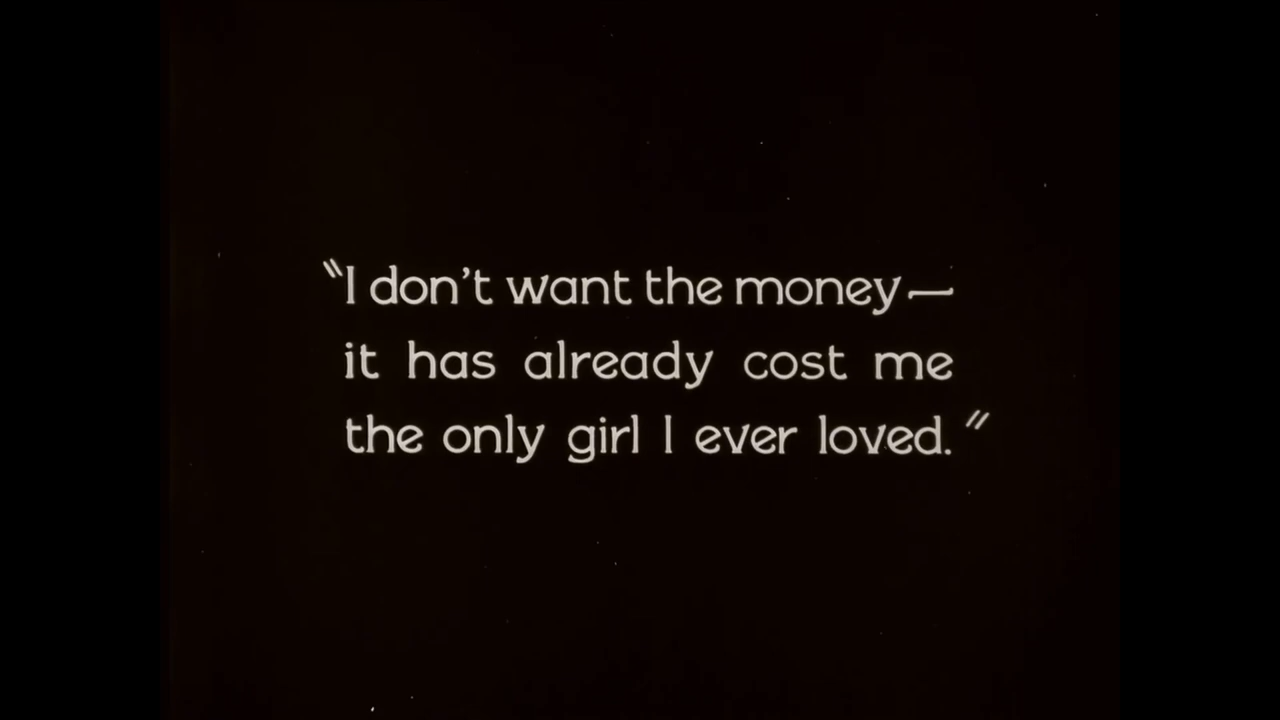 "I don't want the money—
it has already cost me
the only girl I ever loved."